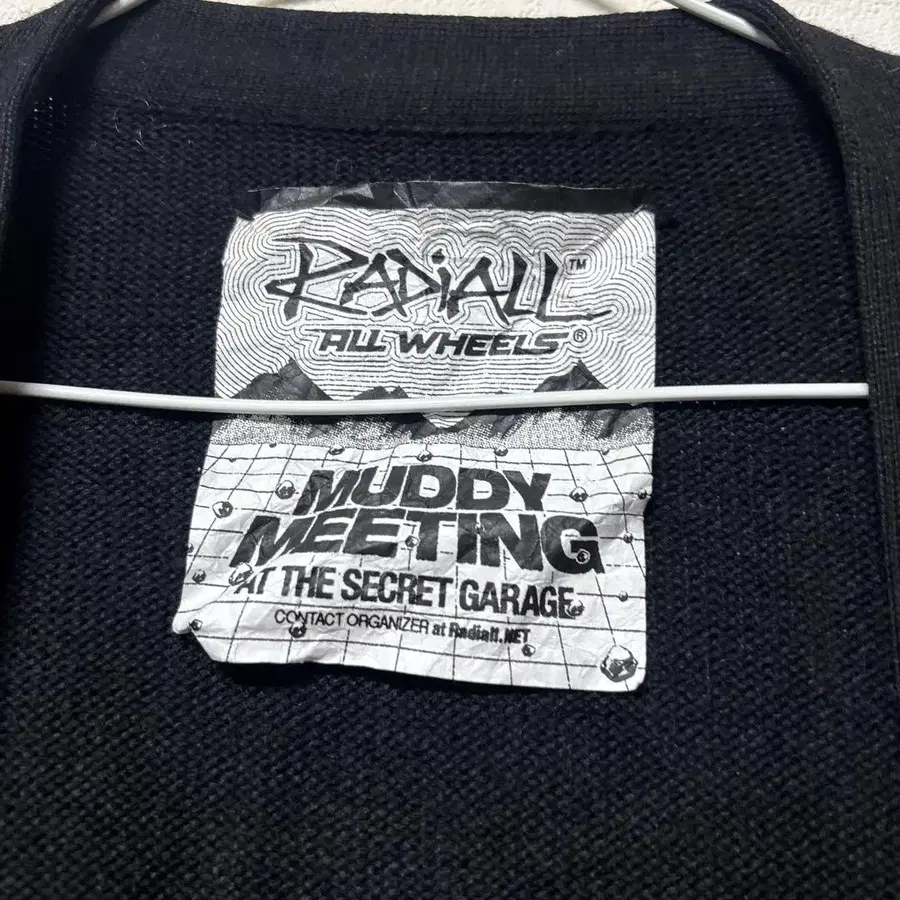 RADiALL™
ALL WHEELS®
MUDDY
MEETING
AT THE SECRET GARAGE
CONTACT ORGANIZER at Radiall.NET